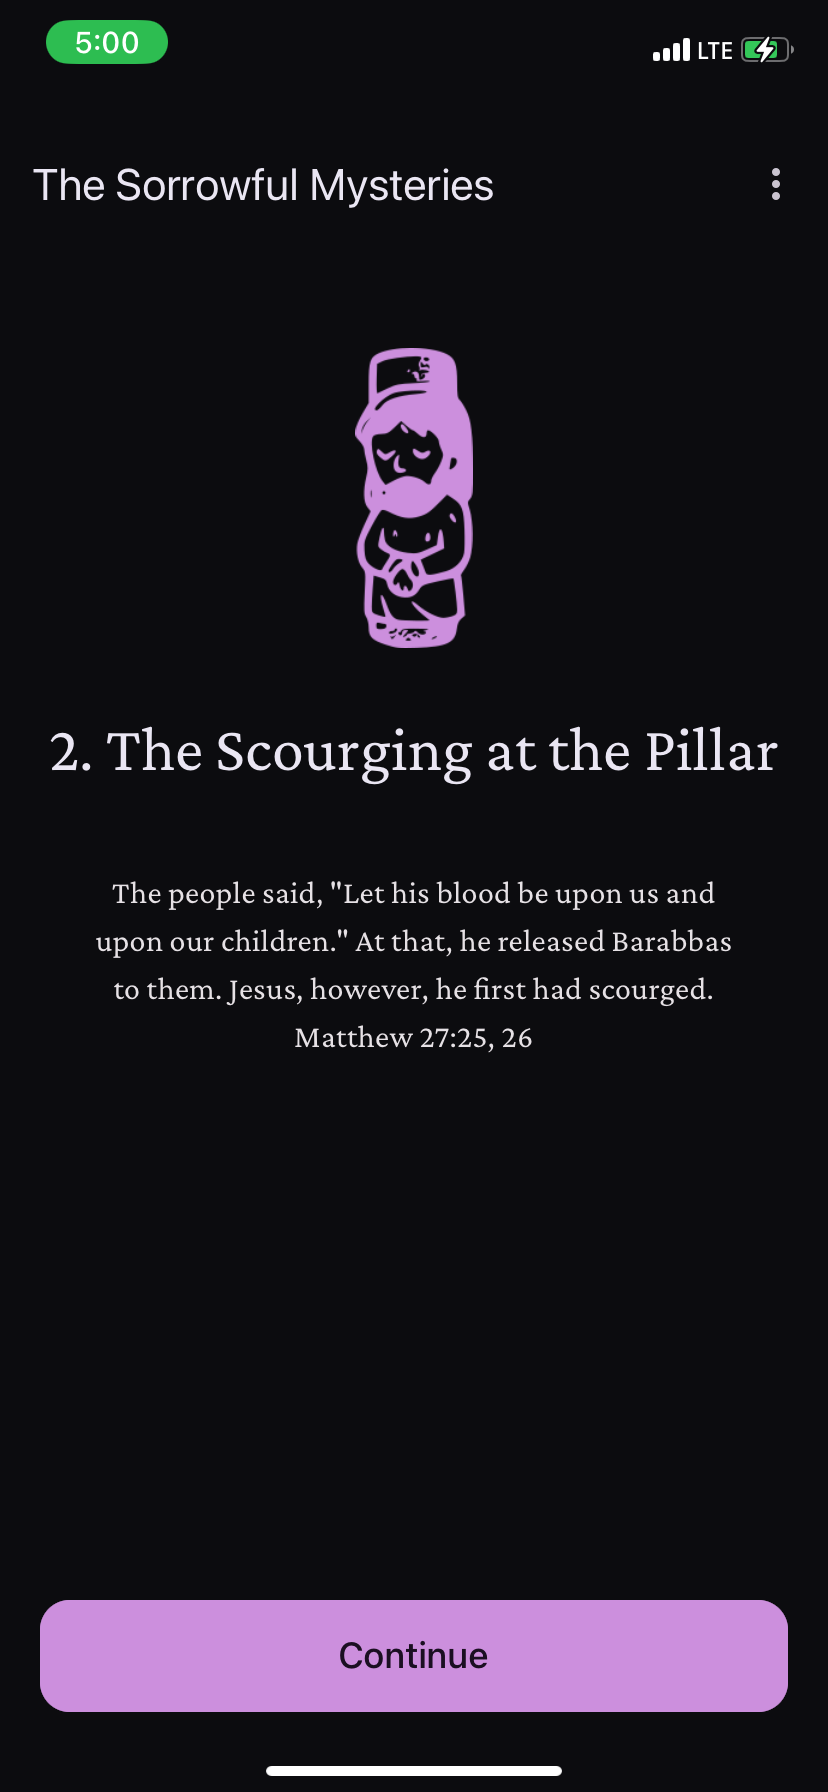 5:00
LTE
The Sorrowful Mysteries
2. The Scourging at the Pillar
The people said, "Let his blood be upon us and
upon our children." At that, he released Barabbas
to them. Jesus, however, he first had scourged.
Matthew 27:25, 26
Continue